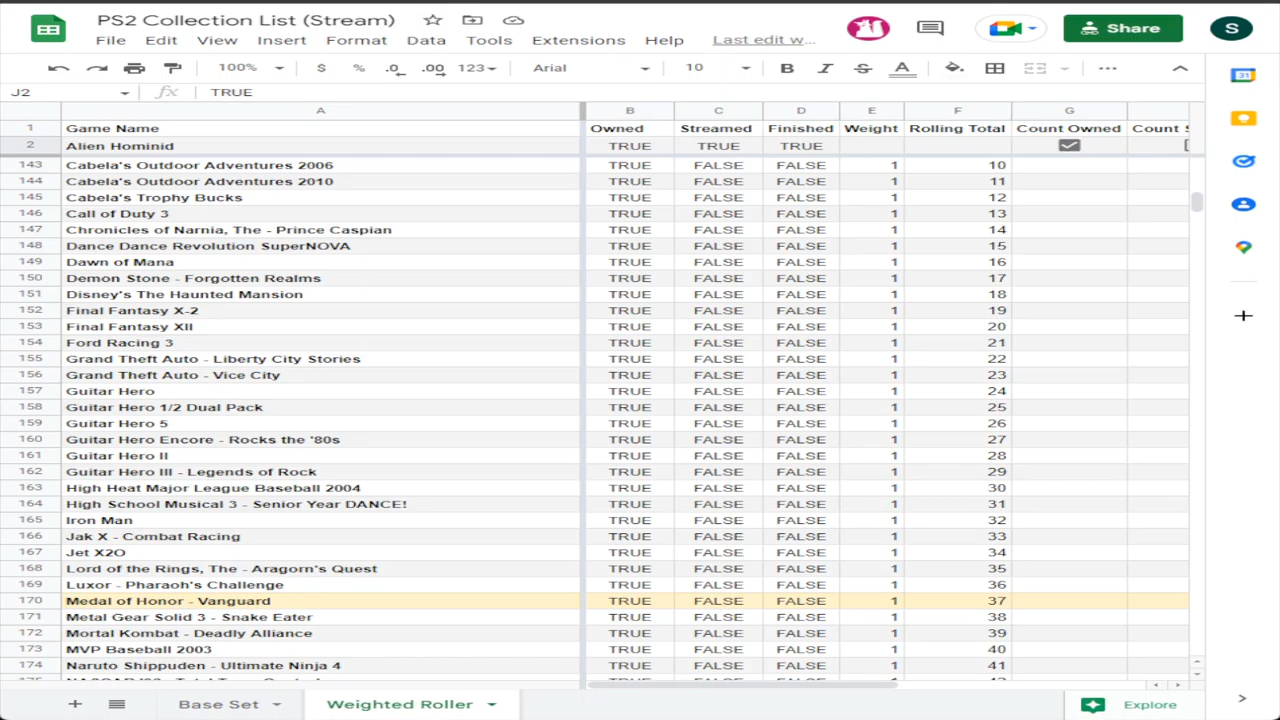 PS2 Collection List (Stream)
File Edit View Insert Format Data Tools Extensions Help Last edit w...
Share
S
100% $ % .0 .00 123 Arial 10 B I S A
J2 fx TRUE
A B C D E F G
1 Game Name Owned Streamed Finished Weight Rolling Total Count Owned Count S
2 Alien Hominid TRUE TRUE TRUE
143 Cabela's Outdoor Adventures 2006 TRUE FALSE FALSE 1 10
144 Cabela's Outdoor Adventures 2010 TRUE FALSE FALSE 1 11
145 Cabela's Trophy Bucks TRUE FALSE FALSE 1 12
146 Call of Duty 3 TRUE FALSE FALSE 1 13
147 Chronicles of Narnia, The - Prince Caspian TRUE FALSE FALSE 1 14
148 Dance Dance Revolution SuperNOVA TRUE FALSE FALSE 1 15
149 Dawn of Mana TRUE FALSE FALSE 1 16
150 Demon Stone - Forgotten Realms TRUE FALSE FALSE 1 17
151 Disney's The Haunted Mansion TRUE FALSE FALSE 1 18
152 Final Fantasy X-2 TRUE FALSE FALSE 1 19
153 Final Fantasy XII TRUE FALSE FALSE 1 20
154 Ford Racing 3 TRUE FALSE FALSE 1 21
155 Grand Theft Auto - Liberty City Stories TRUE FALSE FALSE 1 22
156 Grand Theft Auto - Vice City TRUE FALSE FALSE 1 23
157 Guitar Hero TRUE FALSE FALSE 1 24
158 Guitar Hero 1/2 Dual Pack TRUE FALSE FALSE 1 25
159 Guitar Hero 5 TRUE FALSE FALSE 1 26
160 Guitar Hero Encore - Rocks the '80s TRUE FALSE FALSE 1 27
161 Guitar Hero II TRUE FALSE FALSE 1 28
162 Guitar Hero III - Legends of Rock TRUE FALSE FALSE 1 29
163 High Heat Major League Baseball 2004 TRUE FALSE FALSE 1 30
164 High School Musical 3 - Senior Year DANCE! TRUE FALSE FALSE 1 31
165 Iron Man TRUE FALSE FALSE 1 32
166 Jak X - Combat Racing TRUE FALSE FALSE 1 33
167 Jet X2O TRUE FALSE FALSE 1 34
168 Lord of the Rings, The - Aragorn's Quest TRUE FALSE FALSE 1 35
169 Luxor - Pharaoh's Challenge TRUE FALSE FALSE 1 36
170 Medal of Honor - Vanguard TRUE FALSE FALSE 1 37
171 Metal Gear Solid 3 - Snake Eater TRUE FALSE FALSE 1 38
172 Mortal Kombat - Deadly Alliance TRUE FALSE FALSE 1 39
173 MVP Baseball 2003 TRUE FALSE FALSE 1 40
174 Naruto Shippuden - Ultimate Ninja 4 TRUE FALSE FALSE 1 41
Base Set Weighted Roller Explore